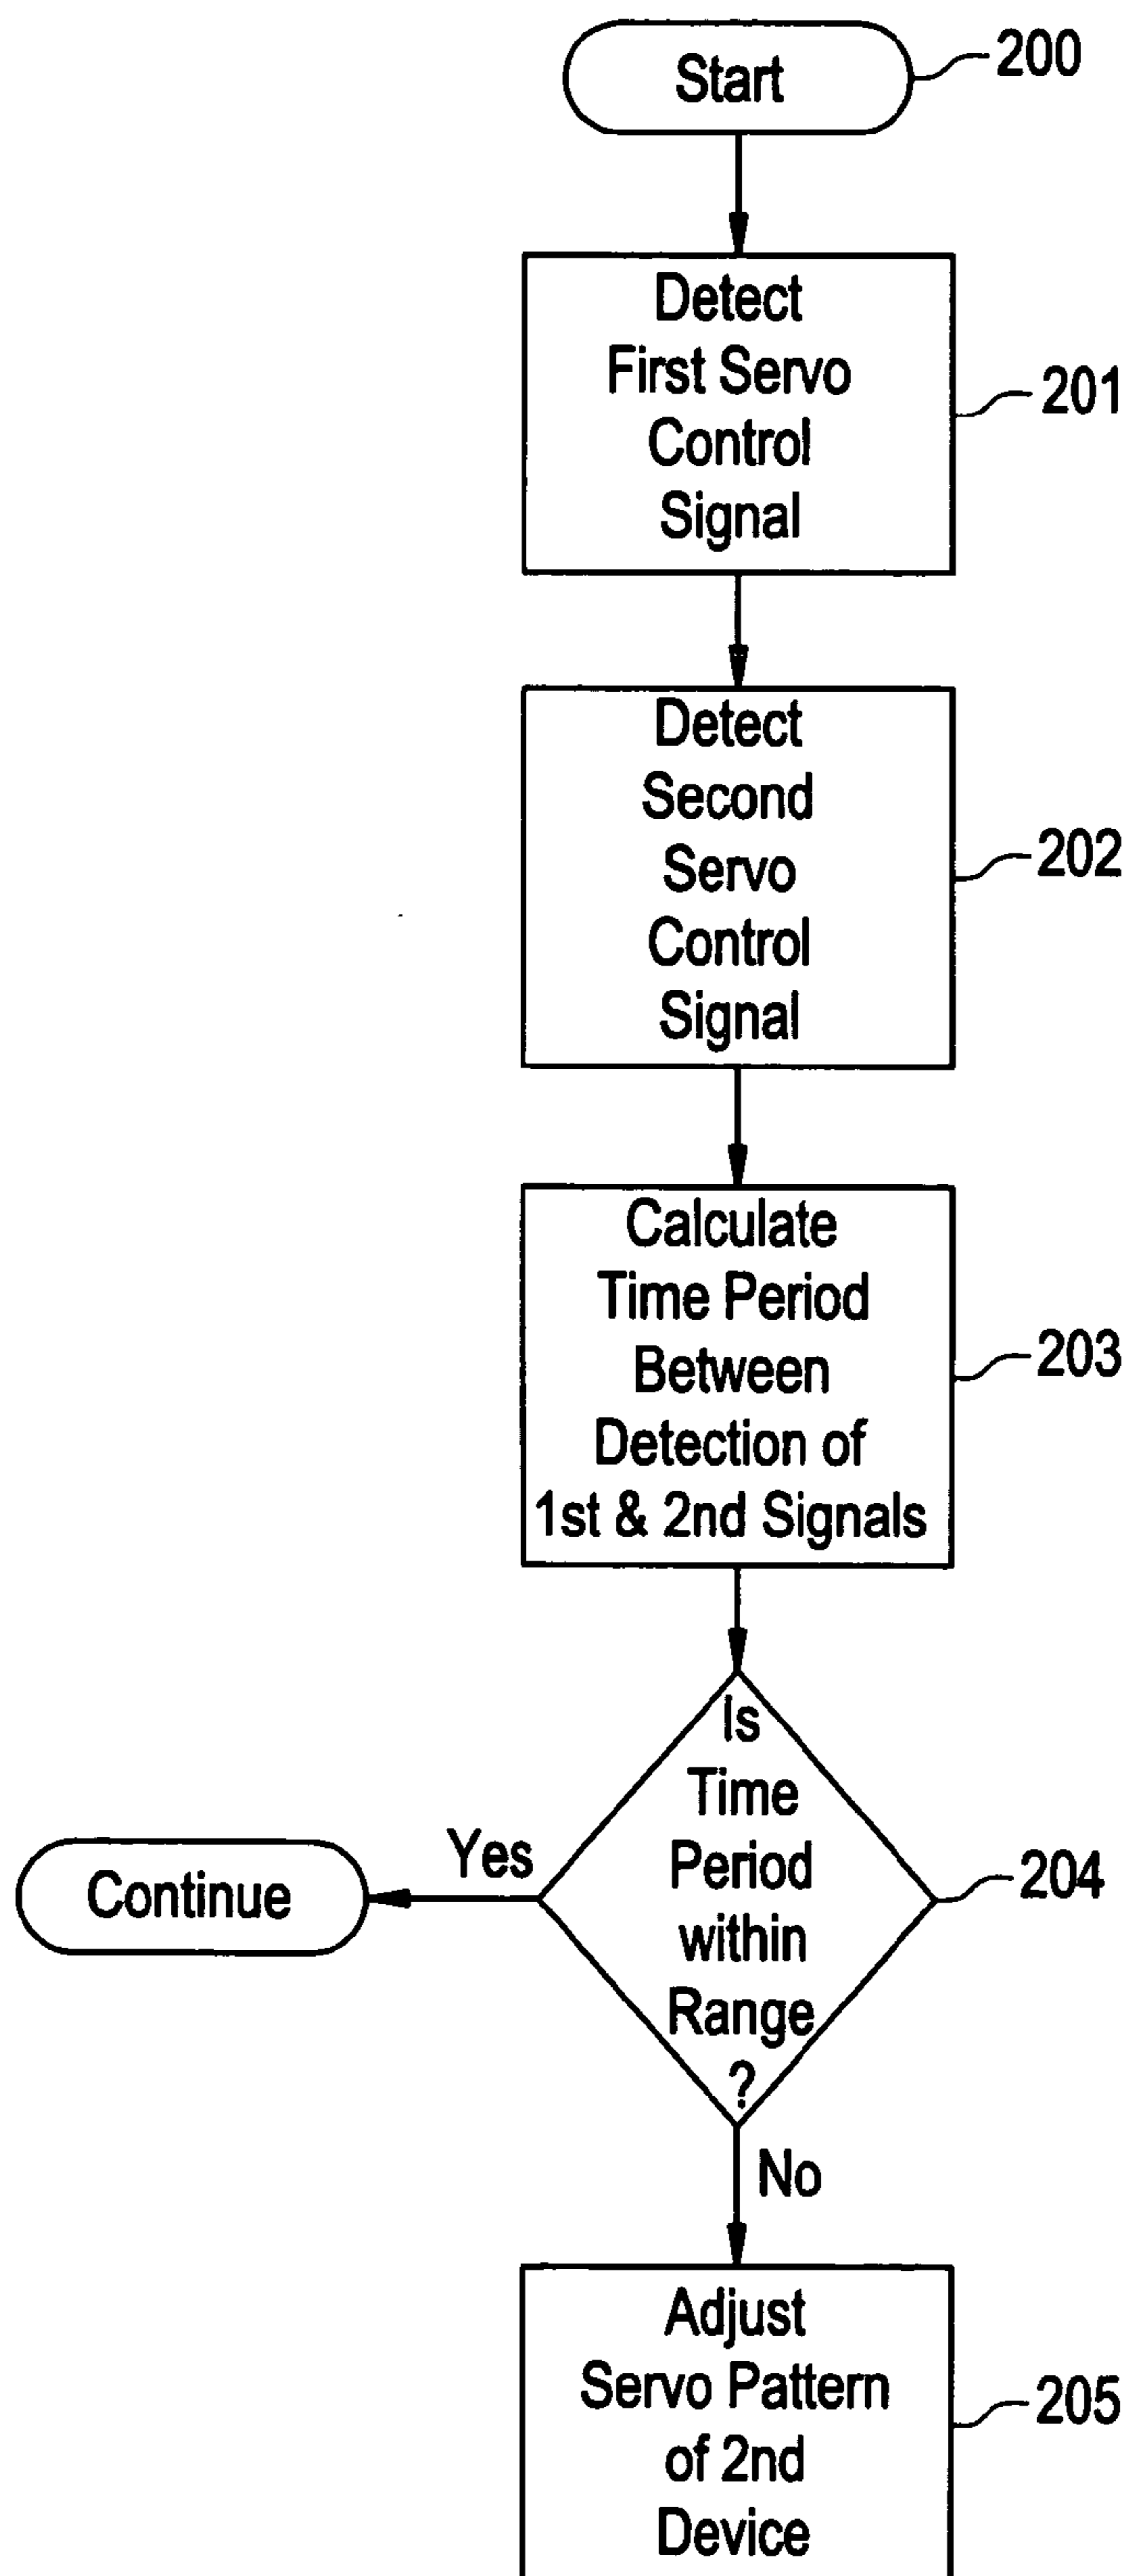 Start
200
Detect
First Servo
Control
Signal
201
Detect
Second
Servo
Control
Signal
202
Calculate
Time Period
Between
Detection of
1st & 2nd Signals
203
Is
Time
Period
within
Range
?
204
Yes
Continue
No
Adjust
Servo Pattern
of 2nd
Device
205